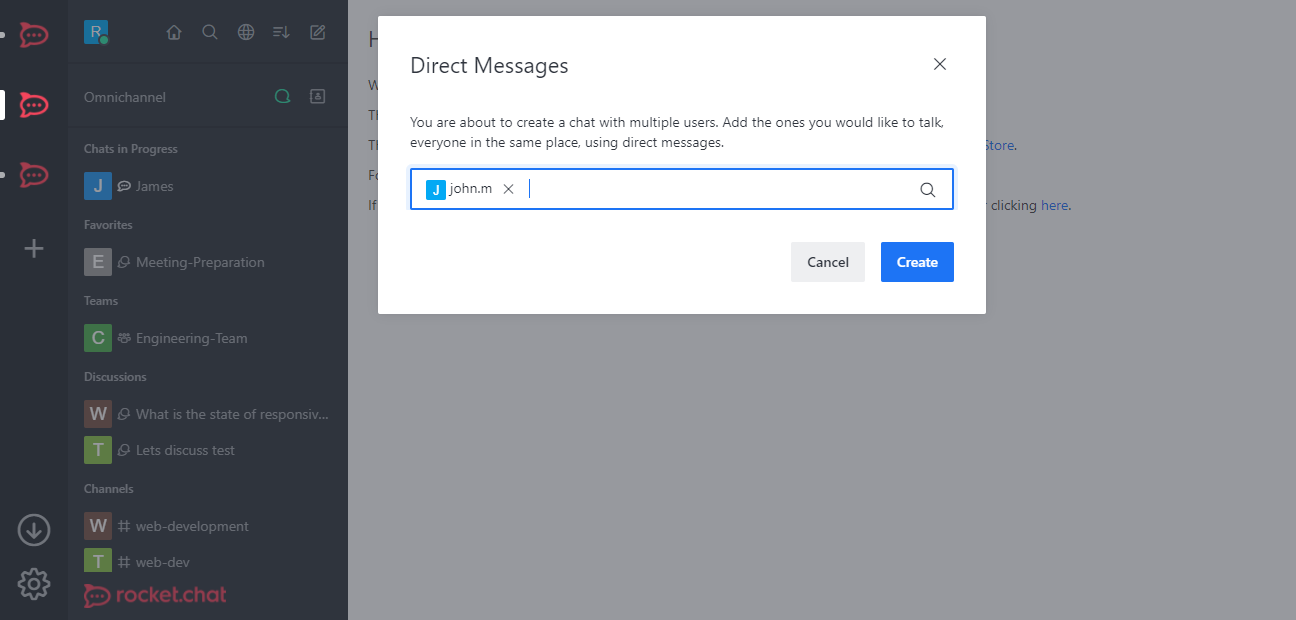 R
Omnichannel
Chats in Progress
J James
Favorites
E Meeting-Preparation
Teams
C Engineering-Team
Discussions
W What is the state of responsiv...
T Lets discuss test
Channels
W web-development
T web-dev
rocket.chat
Direct Messages
You are about to create a chat with multiple users. Add the ones you would like to talk,
everyone in the same place, using direct messages.
J john.m
Cancel Create
H
W
Th
Th Store.
Fo
If clicking here.